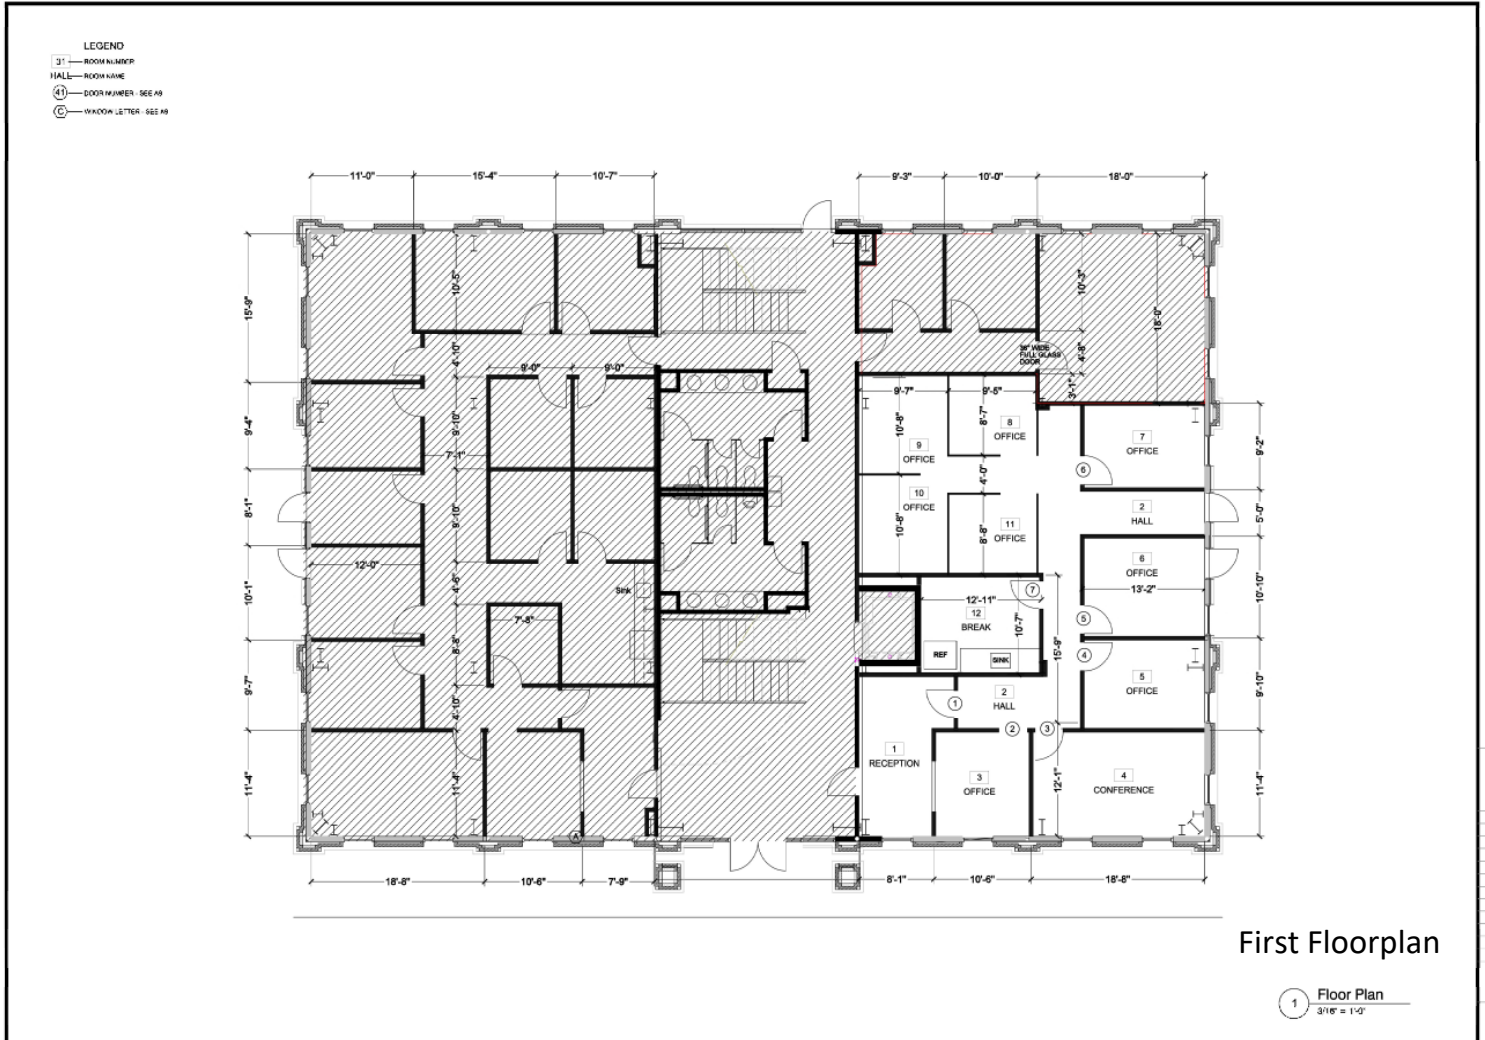 LEGEND
31 ROOM NUMBER
HALL ROOM NAME
41 DOOR NUMBER - SEE A9
C WINDOW LETTER - SEE A9
11'-0" 15'-4" 10'-7" 9'-3" 10'-0" 18'-0"
15'-9"
10'-5"
10'-3"
18'-0"
4'-10"
36" WIDE
FULL GLASS
DOOR
4'-8"
9'-0" 9'-0"
3'-1"
9'-7" 9'-5"
9'-4"
9'-10"
10'-8"
8'-7"
8
OFFICE
9
OFFICE
7
OFFICE
9'-2"
7'-1"
6
4'-0"
8'-1"
9'-10"
10
OFFICE
10'-6"
11
OFFICE
8'-8"
2
HALL
5'-0"
12'-0"
6
OFFICE
13'-2"
10'-10"
10'-1"
4'-6"
Sink
7
12'-11"
12
BREAK
10'-7"
15'-9"
5
7'-8"
8'-8"
REF
SINK
4
5
OFFICE
9'-10"
9'-7"
4'-10"
2
HALL
1
2
3
1
RECEPTION
3
OFFICE
12'-1"
4
CONFERENCE
11'-4"
11'-4"
11'-4"
A
18'-8" 10'-6" 7'-9" 8'-1" 10'-6" 18'-8"
First Floorplan
1 Floor Plan
3/16" = 1'-0"